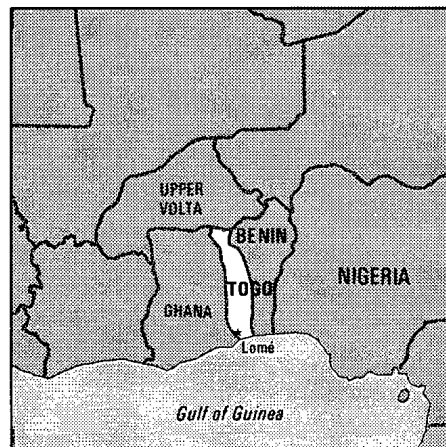 UPPER
VOLTA
BENIN
NIGERIA
TOGO
GHANA
Lomé
Gulf of Guinea